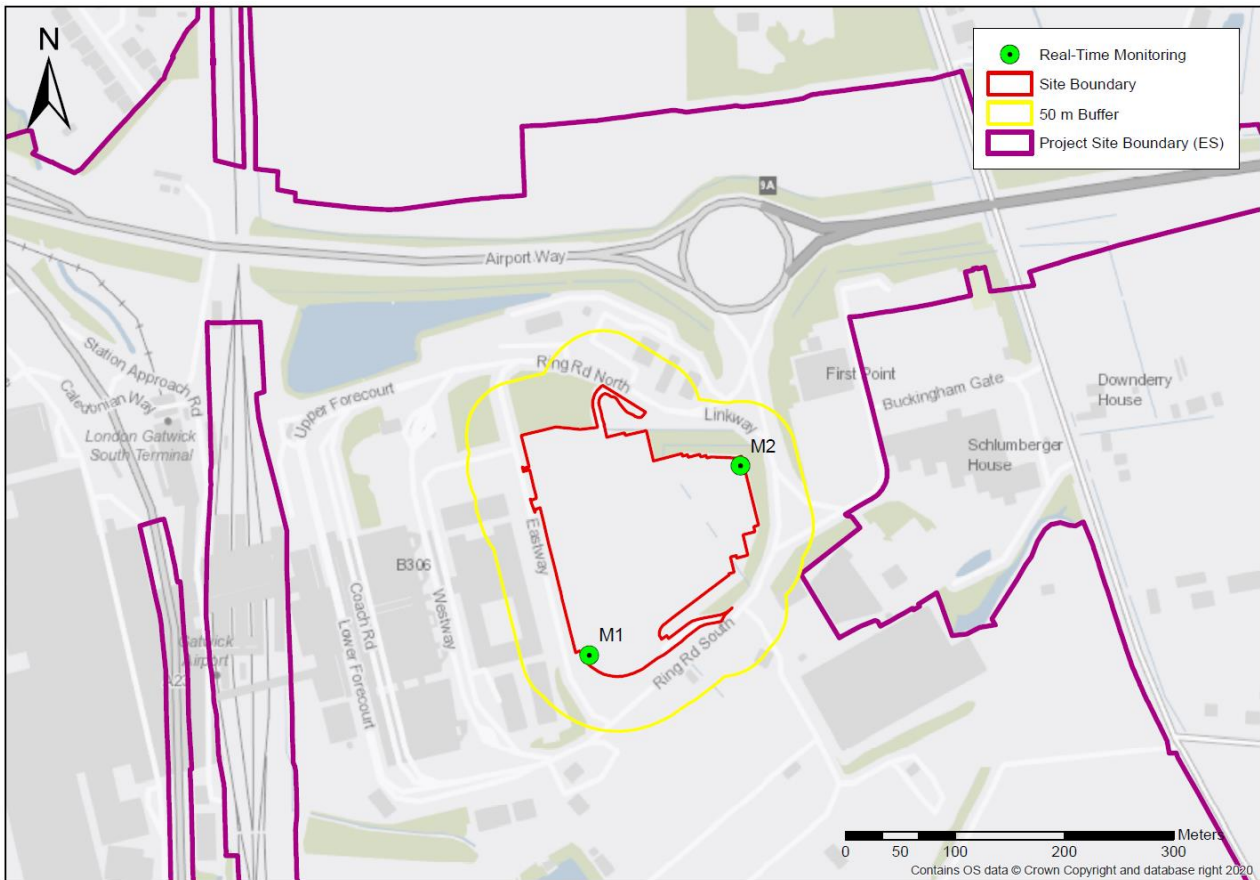 N
Real-Time Monitoring
Site Boundary
50 m Buffer
Project Site Boundary (ES)
9A
Airport Way
Station Approach Rd
Caledonian Way
London Gatwick
South Terminal
Upper Forecourt
Ring Rd North
Linkway
First Point
Buckingham Gate
Downderry
House
Schlumberger
House
M2
Eastway
B306
Westway
Coach Rd
Lower Forecourt
Gatwick
Airport
A23
M1
Ring Rd South
Meters
0 50 100 200 300
Contains OS data © Crown Copyright and database right 2020